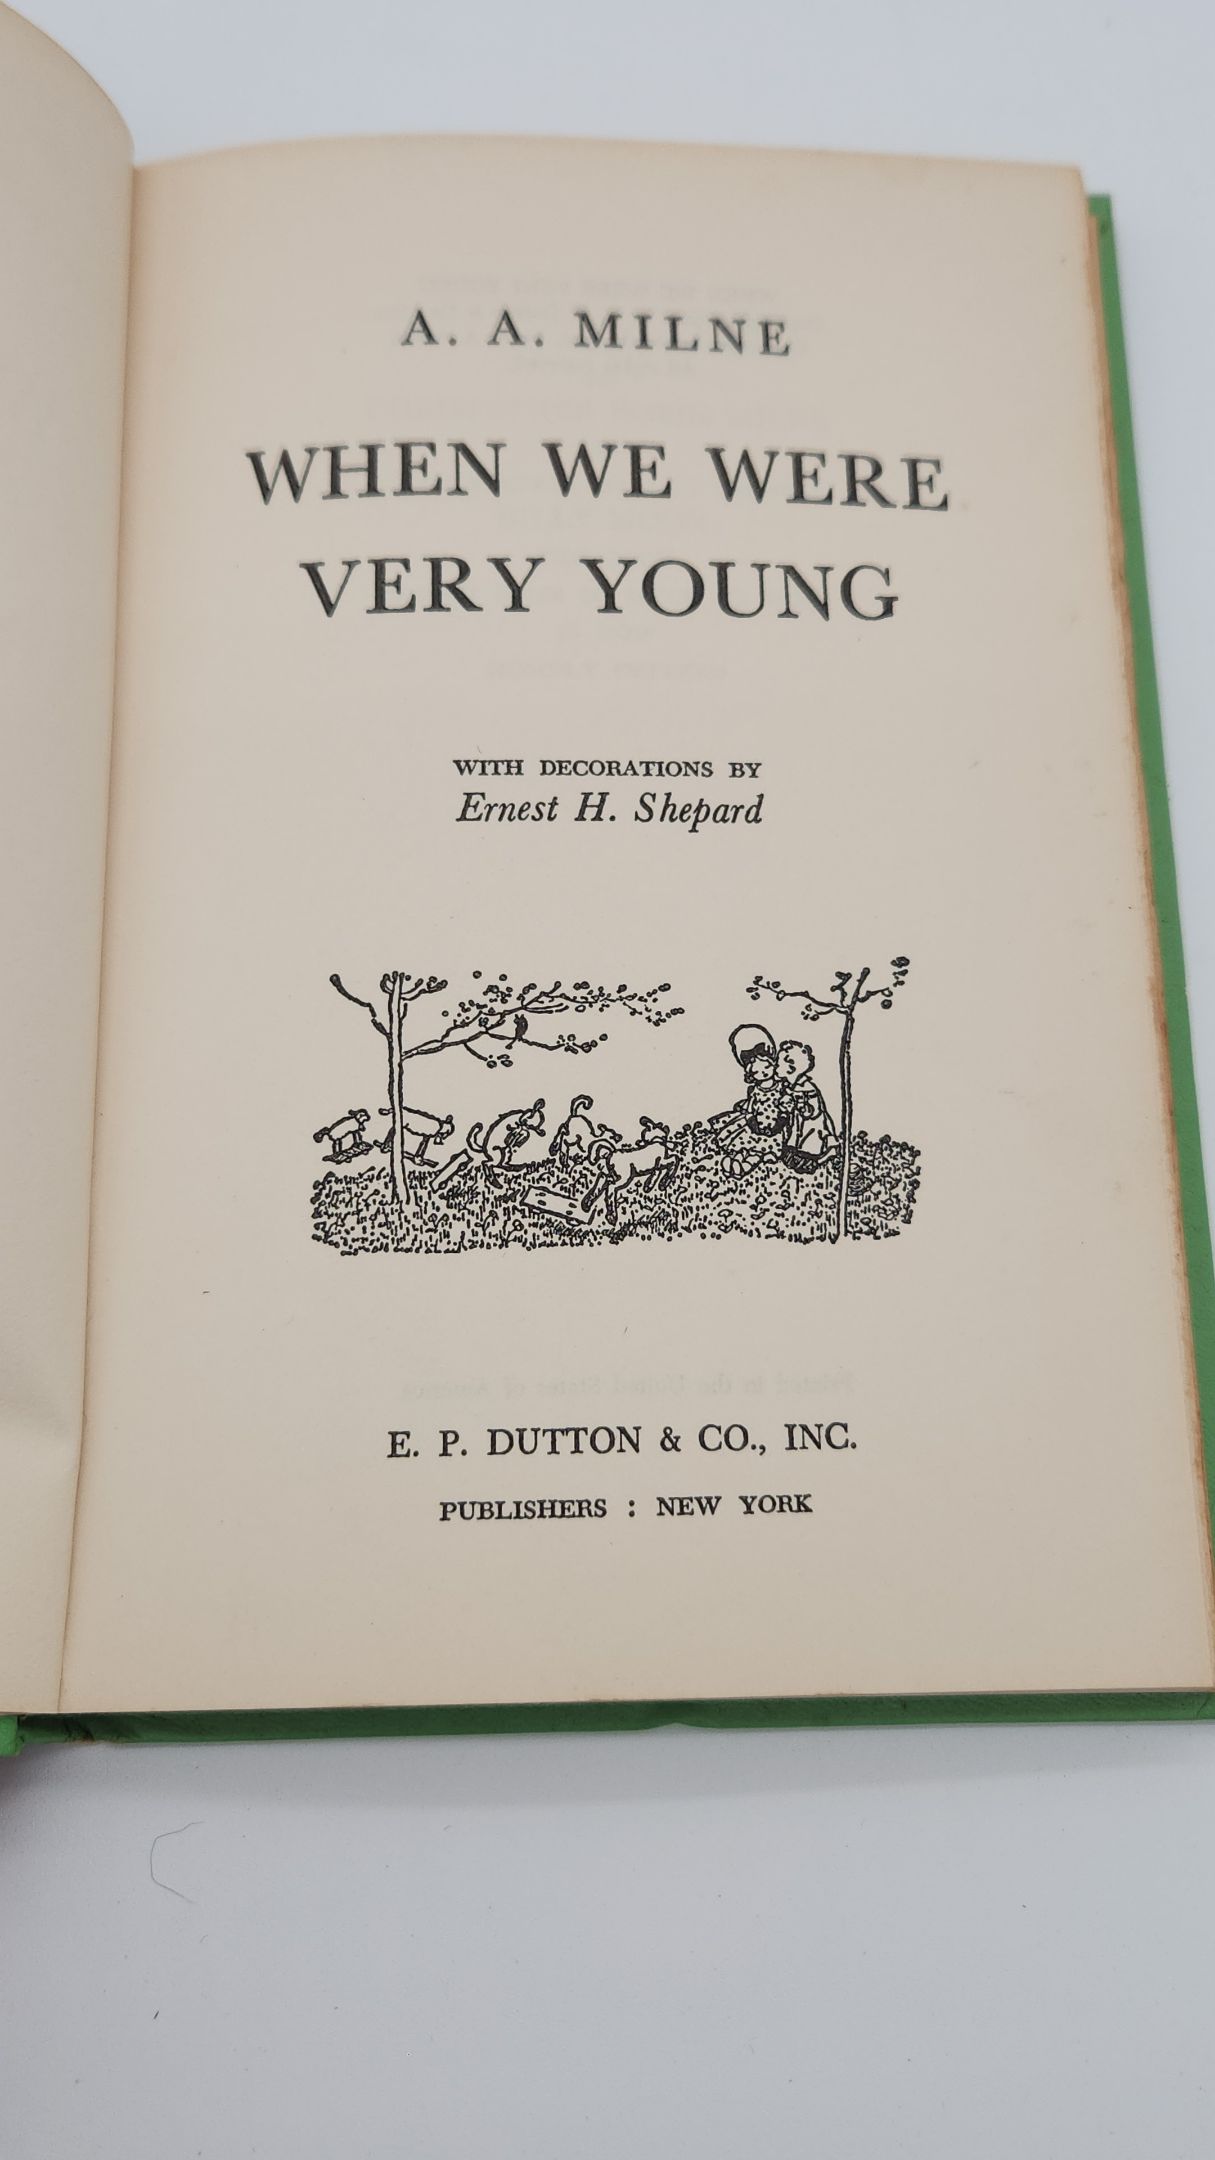 A. A. MILNE
WHEN WE WERE
VERY YOUNG
WITH DECORATIONS BY
Ernest H. Shepard
E. P. DUTTON & CO., INC.
PUBLISHERS : NEW YORK